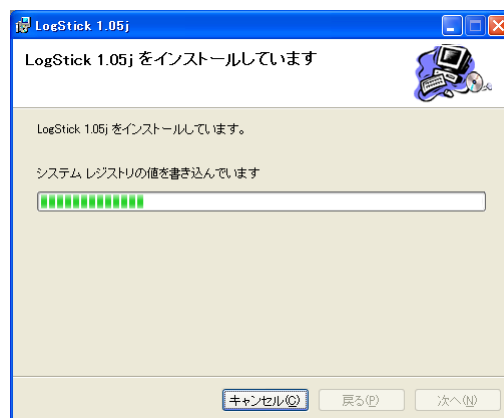 LogStick 1.05j
LogStick 1.05j をインストールしています
LogStick 1.05j をインストールしています。
システム レジストリの値を書き込んでいます
キャンセル(C) 戻る(P) 次へ(N)